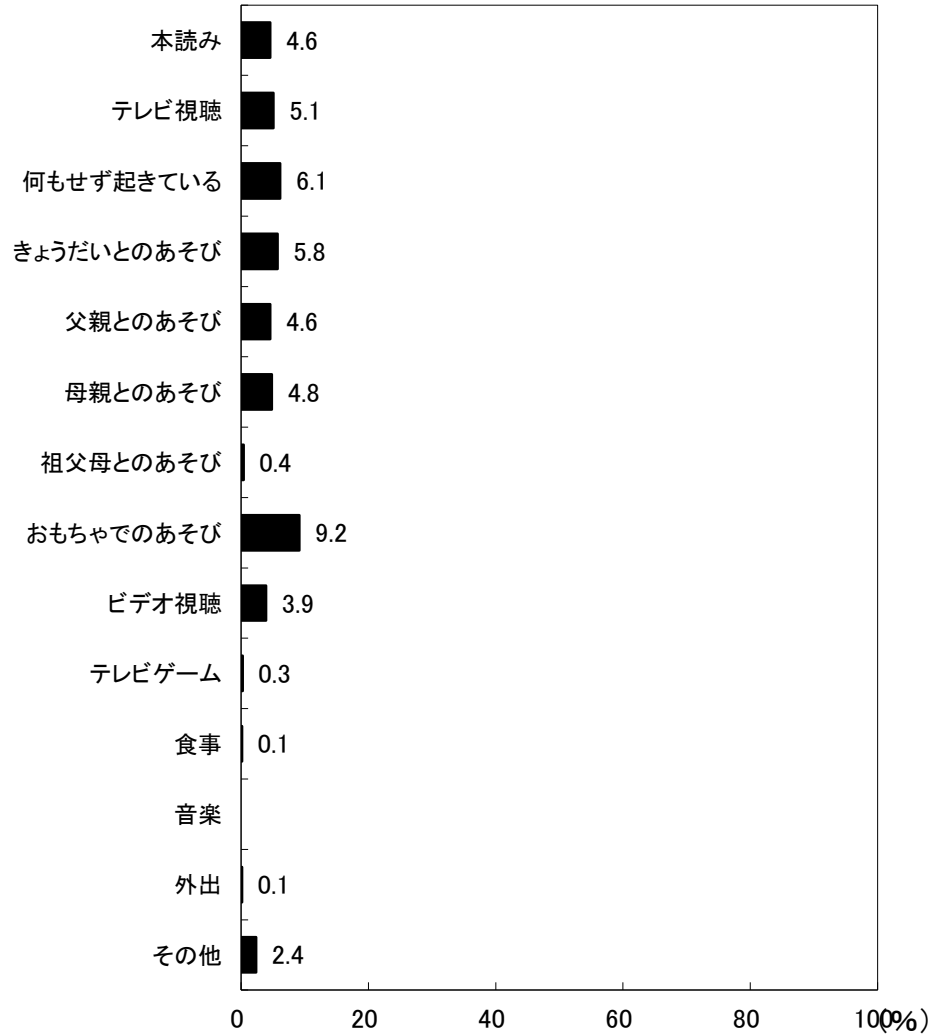 本読み 4.6
テレビ視聴 5.1
何もせず起きている 6.1
きょうだいとのあそび 5.8
父親とのあそび 4.6
母親とのあそび 4.8
祖父母とのあそび 0.4
おもちゃでのあそび 9.2
ビデオ視聴 3.9
テレビゲーム 0.3
食事 0.1
音楽
外出 0.1
その他 2.4
0 20 40 60 80 100 (%)